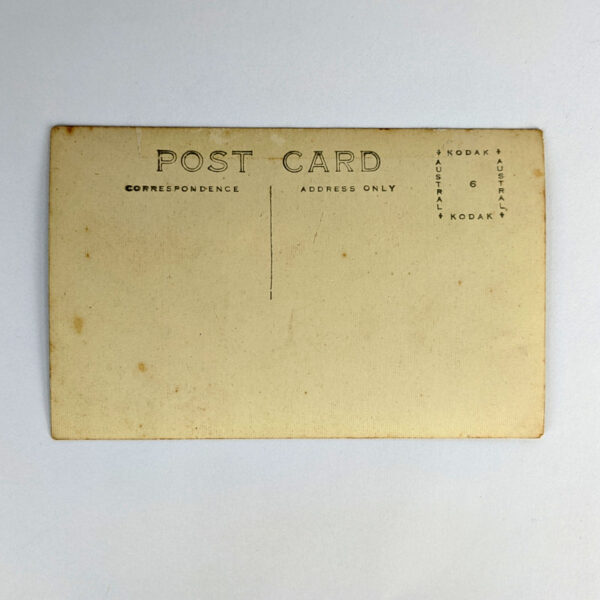 POST CARD
CORRESPONDENCE
ADDRESS ONLY
KODAK
AUSTRAL
6
AUSTRAL
KODAK